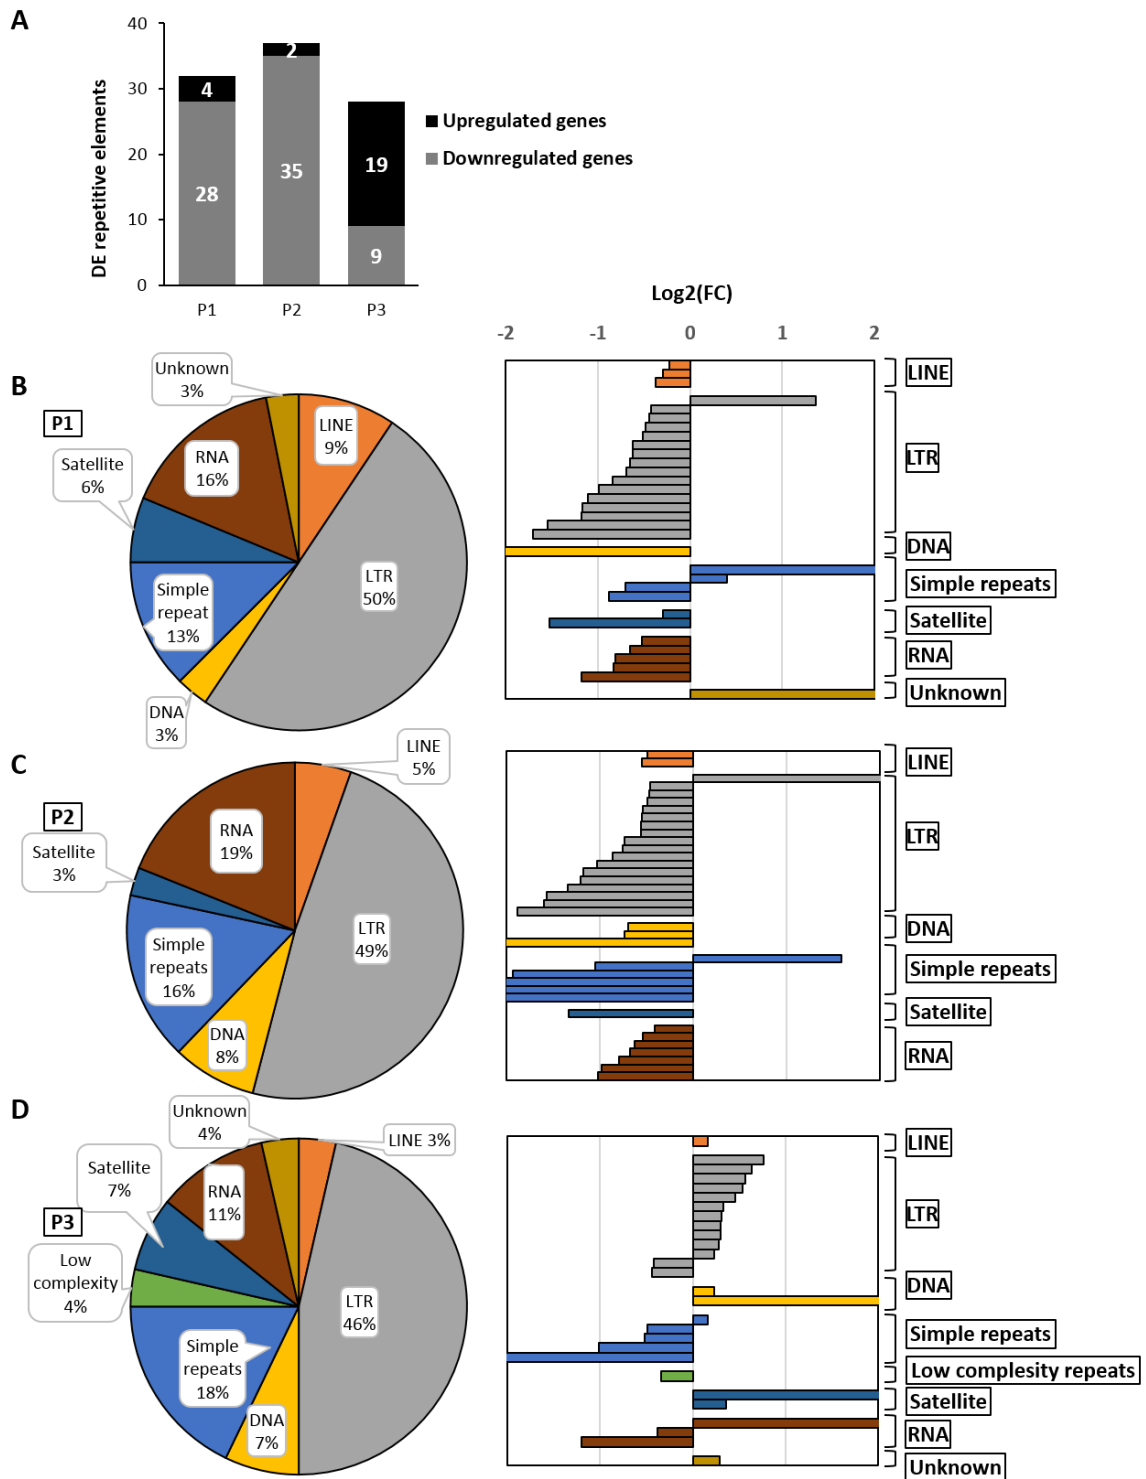 A
DE repetitive elements
40
30
20
10
0
4
28
2
35
19
9
P1
P2
P3
Upregulated genes
Downregulated genes
Log2(FC)
-2
-1
0
1
2
B
P1
Unknown
3%
LINE
9%
RNA
16%
Satellite
6%
LTR
50%
Simple
repeat
13%
DNA
3%
LINE
LTR
DNA
Simple repeats
Satellite
RNA
Unknown
C
P2
LINE
5%
RNA
19%
Satellite
3%
LTR
49%
Simple
repeats
16%
DNA
8%
LINE
LTR
DNA
Simple repeats
Satellite
RNA
D
P3
Unknown
4%
LINE 3%
Satellite
7%
RNA
11%
Low
complexity
4%
LTR
46%
Simple
repeats
18%
DNA
7%
LINE
LTR
DNA
Simple repeats
Low complesity repeats
Satellite
RNA
Unknown